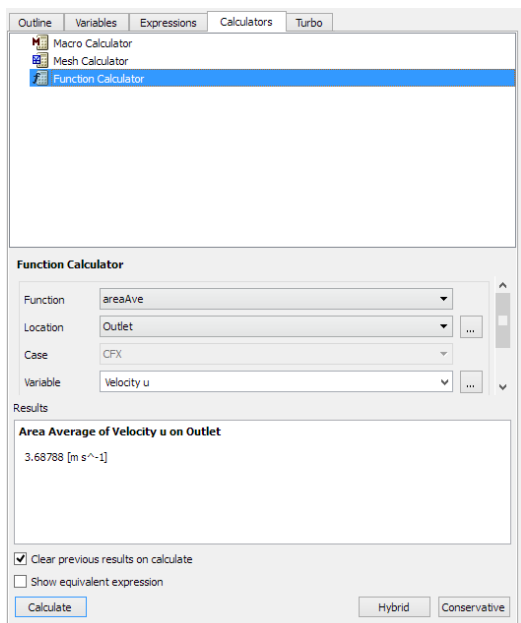 Outline Variables Expressions Calculators Turbo
Macro Calculator
Mesh Calculator
Function Calculator
Function Calculator
Function areaAve
Location Outlet ...
Case CFX
Variable Velocity u ...
Results
Area Average of Velocity u on Outlet
3.68788 [m s^-1]
Clear previous results on calculate
Show equivalent expression
Calculate Hybrid Conservative